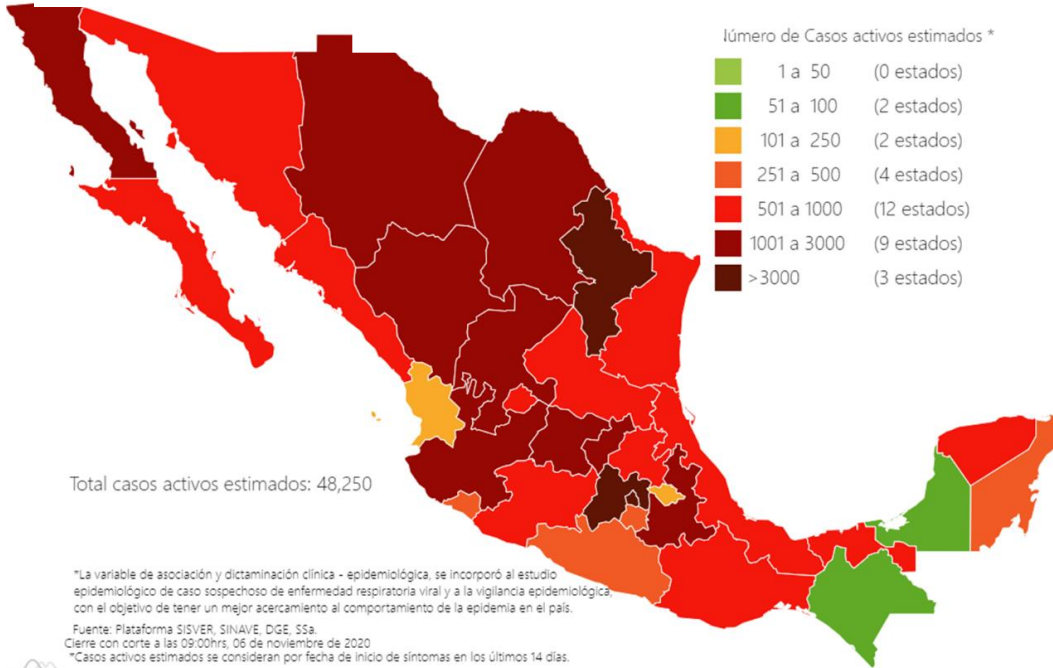 Número de Casos activos estimados *
1 a 50 (0 estados)
51 a 100 (2 estados)
101 a 250 (2 estados)
251 a 500 (4 estados)
501 a 1000 (12 estados)
1001 a 3000 (9 estados)
>3000 (3 estados)
Total casos activos estimados: 48,250
*La variable de asociación y dictaminación clínica - epidemiológica, se incorporó al estudio
epidemiológico de caso sospechoso de enfermedad respiratoria viral y a la vigilancia epidemiológica,
con el objetivo de tener un mejor acercamiento al comportamiento de la epidemia en el país.
Fuente: Plataforma SISVER, SINAVE, DGE, SSa.
Cierre con corte a las 09:00hrs, 06 de noviembre de 2020
*Casos activos estimados se consideran por fecha de inicio de síntomas en los últimos 14 días.